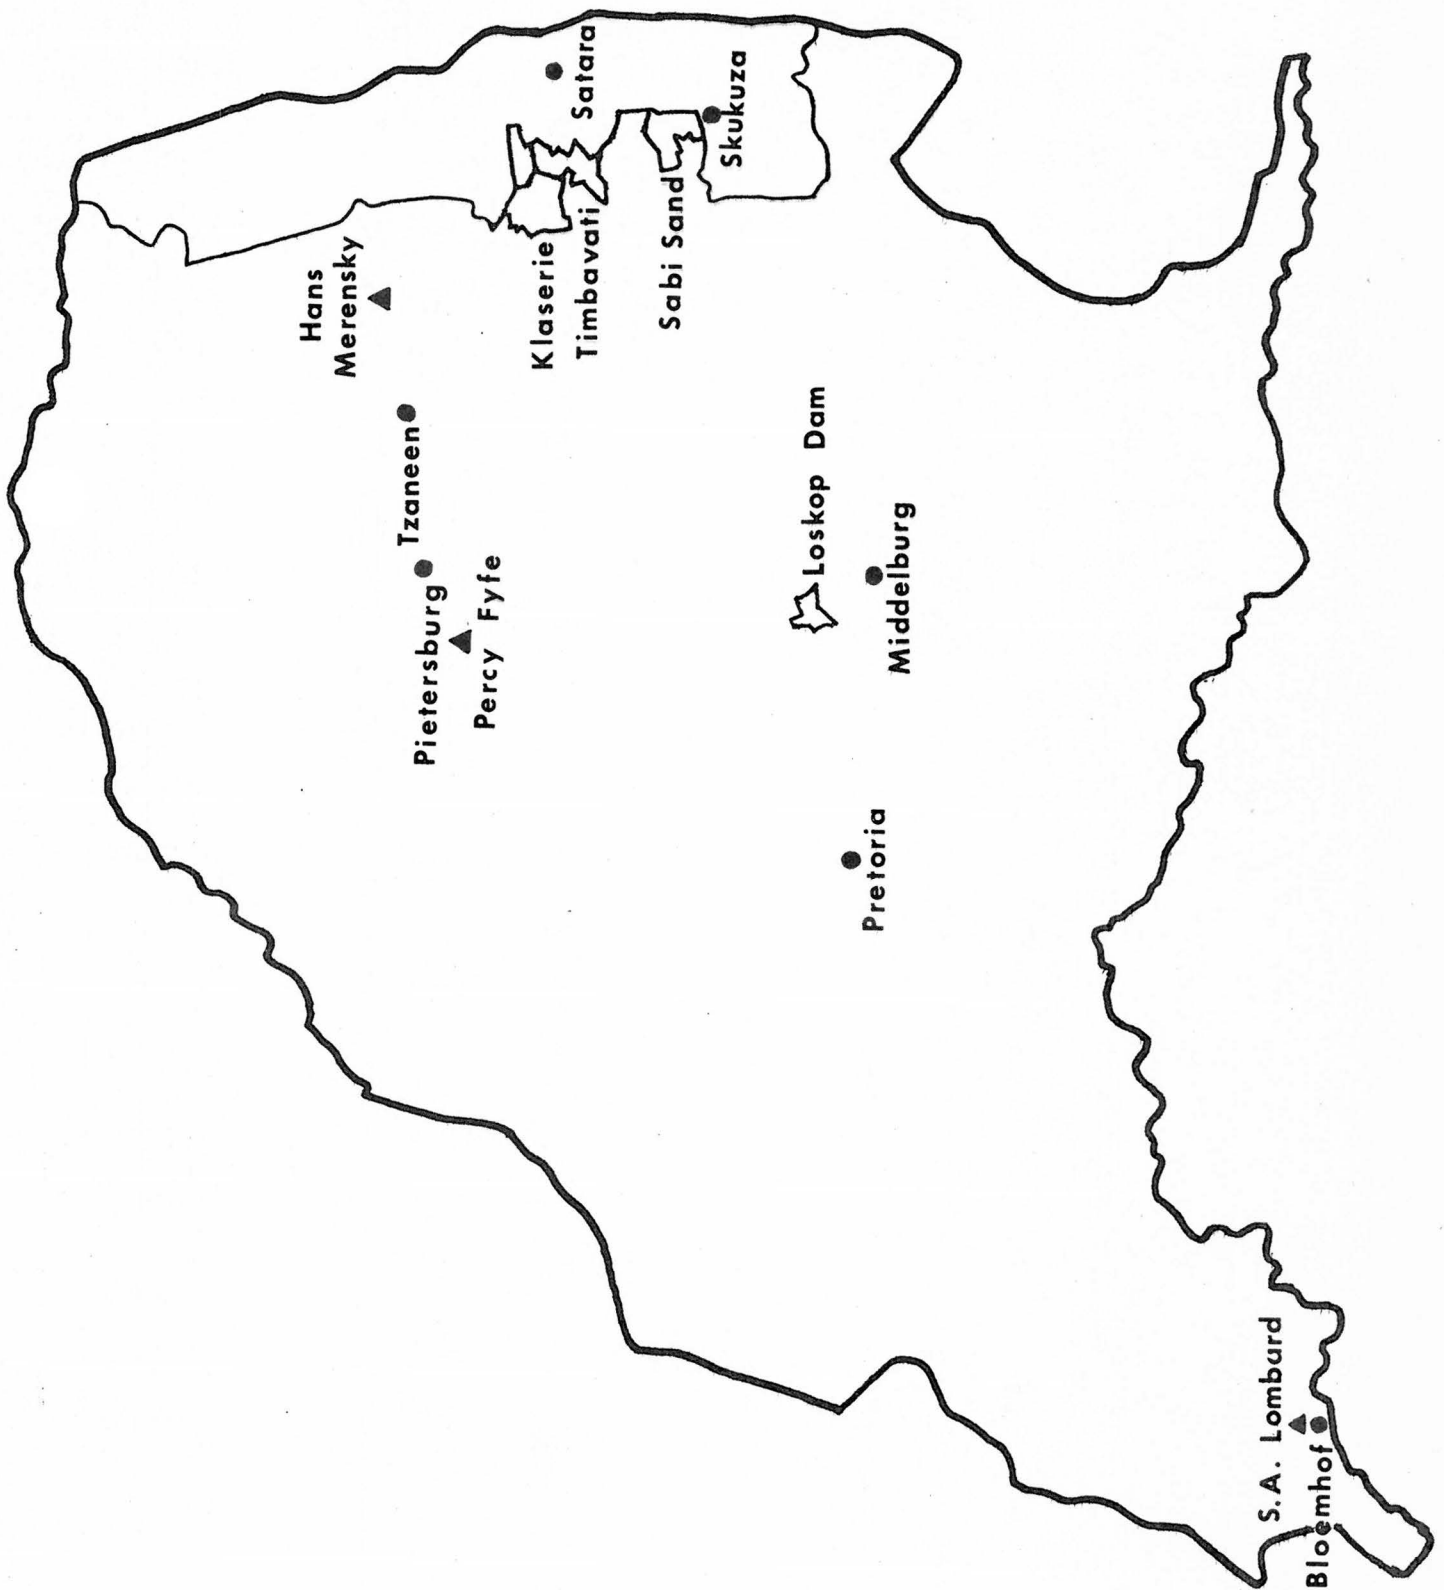 Hans
Merensky
Tzaneen
Pietersburg
Percy Fyfe
Satara
Klaserie
Timbavati
Sabi Sand
Skukuza
Loskop Dam
Middelburg
Pretoria
S.A. Lombard
Bloemhof